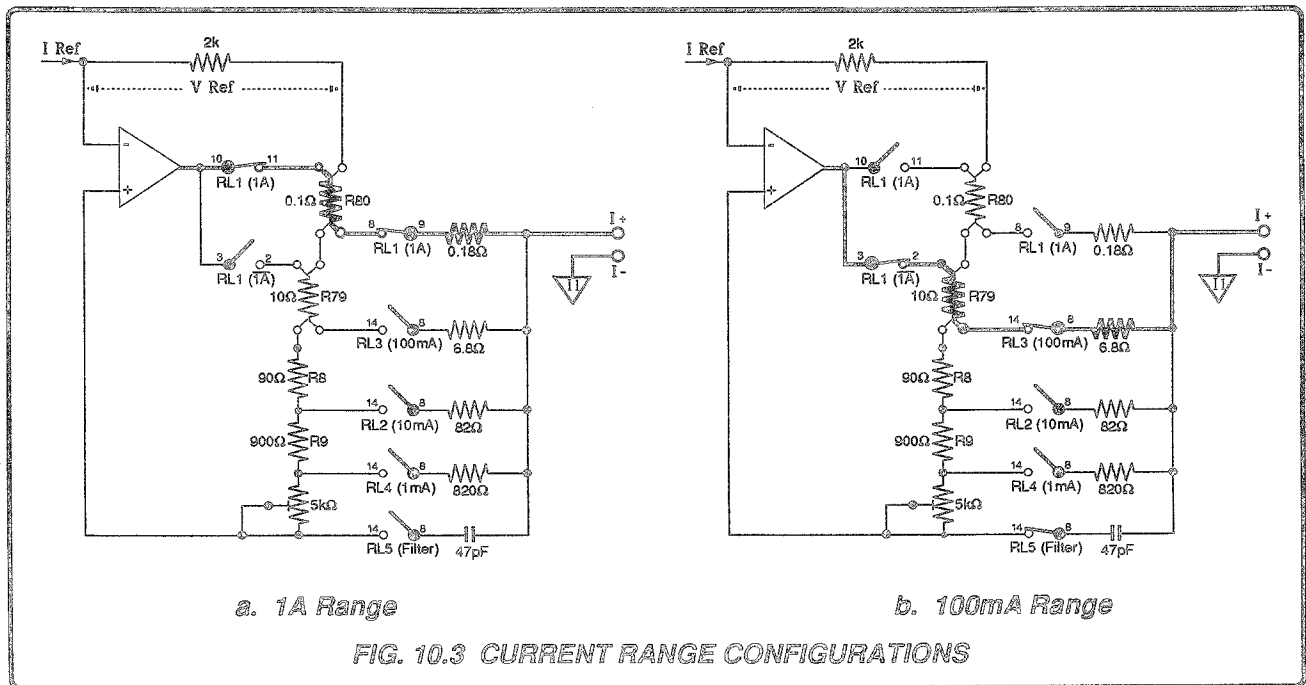 I Ref
2k
V Ref
-
+
10
11
RL1 (1A)
0.1Ω
R80
8
9
RL1 (1A)
0.18Ω
I+
I-
I1
3
2
RL1 (1A)
10Ω
R79
14
8
RL3 (100mA)
6.8Ω
90Ω
R8
14
8
RL2 (10mA)
82Ω
900Ω
R9
14
8
RL4 (1mA)
820Ω
5kΩ
14
8
RL5 (Filter)
47pF
a. 1A Range
I Ref
2k
V Ref
-
+
10
11
RL1 (1A)
0.1Ω
R80
8
9
RL1 (1A)
0.18Ω
I+
I-
I1
3
2
RL1 (1A)
10Ω
R79
14
8
RL3 (100mA)
6.8Ω
90Ω
R8
14
8
RL2 (10mA)
82Ω
900Ω
R9
14
8
RL4 (1mA)
820Ω
5kΩ
14
8
RL5 (Filter)
47pF
b. 100mA Range
FIG. 10.3 CURRENT RANGE CONFIGURATIONS